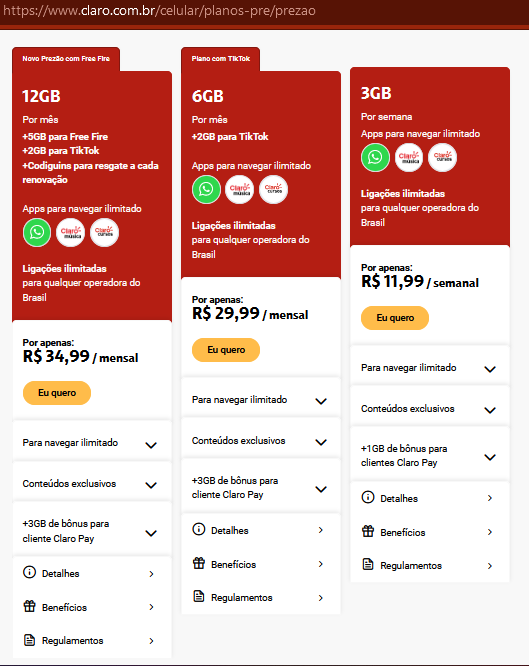 https://www.claro.com.br/celular/planos-pre/prezao
Novo Prezão com Free Fire
12GB
Por mês
+5GB para Free Fire
+2GB para TikTok
+Codiguins para resgate a cada
renovação
Apps para navegar ilimitado
Claro
música
Claro
cursos
Ligações ilimitadas
para qualquer operadora do
Brasil
Por apenas:
R$ 34,99 / mensal
Eu quero
Para navegar ilimitado
Conteúdos exclusivos
+3GB de bônus para
cliente Claro Pay
Detalhes
Benefícios
Regulamentos
Plano com TikTok
6GB
Por mês
+2GB para TikTok
Apps para navegar ilimitado
Claro
música
Claro
cursos
Ligações ilimitadas
para qualquer operadora do
Brasil
Por apenas:
R$ 29,99 / mensal
Eu quero
Para navegar ilimitado
Conteúdos exclusivos
+3GB de bônus para
cliente Claro Pay
Detalhes
Benefícios
Regulamentos
3GB
Por semana
Apps para navegar ilimitado
Claro
música
Claro
cursos
Ligações ilimitadas
para qualquer operadora do
Brasil
Por apenas:
R$ 11,99 / semanal
Eu quero
Para navegar ilimitado
Conteúdos exclusivos
+1GB de bônus para
clientes Claro Pay
Detalhes
Benefícios
Regulamentos